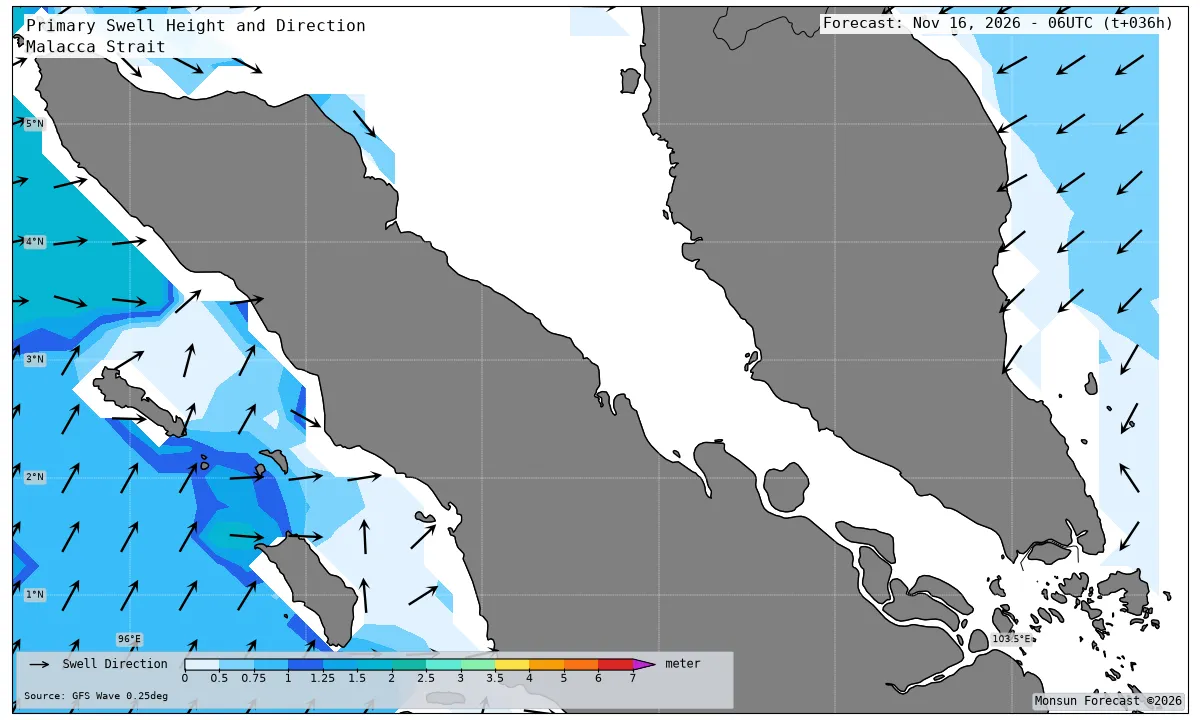 Primary Swell Height and Direction
Malacca Strait
Forecast: Nov 16, 2026 - 06UTC (t+036h)
5°N
4°N
3°N
2°N
1°N
96°E
103.5°E
Swell Direction
meter
0 0.5 0.75 1 1.25 1.5 2 2.5 3 3.5 4 5 6 7
Source: GFS Wave 0.25deg
Monsun Forecast ©2026